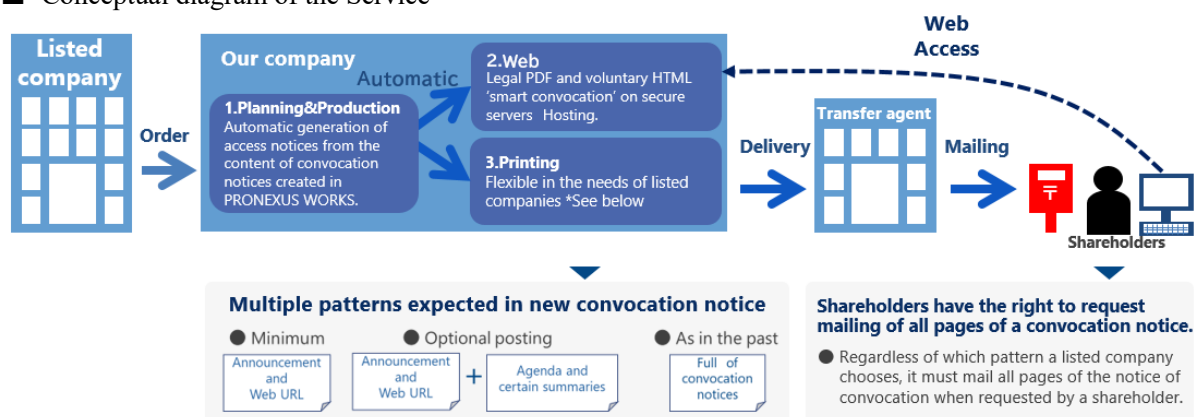 ■ Conceptual diagram of the Service
Listed
company
Order
Our company
Automatic
1.Planning&Production
Automatic generation of
access notices from the
content of convocation
notices created in
PRONEXUS WORKS.
2.Web
Legal PDF and voluntary HTML
‘smart convocation’ on secure
servers Hosting.
3.Printing
Flexible in the needs of listed
companies *See below
Web
Access
Delivery
Transfer agent
Mailing
〒
Shareholders
Multiple patterns expected in new convocation notice
● Minimum
Announcement
and
Web URL
● Optional posting
Announcement
and
Web URL
+
Agenda and
certain summaries
● As in the past
Full of
convocation
notices
Shareholders have the right to request
mailing of all pages of a convocation notice.
● Regardless of which pattern a listed company
chooses, it must mail all pages of the notice of
convocation when requested by a shareholder.